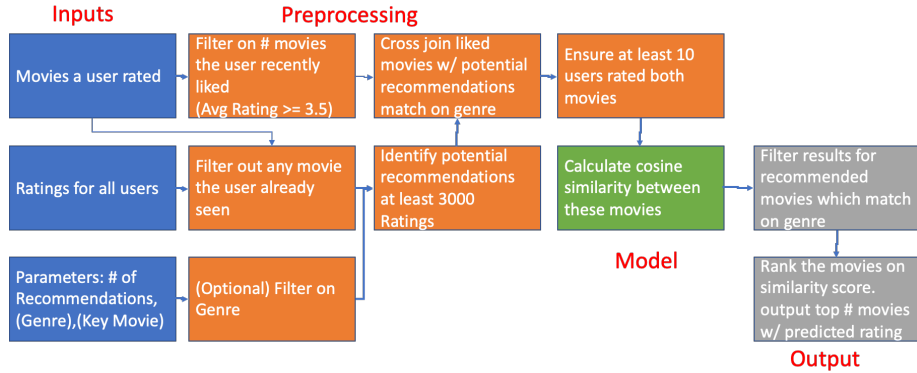 Inputs
Preprocessing
Movies a user rated
Filter on # movies
the user recently
liked
(Avg Rating >= 3.5)
Cross join liked
movies w/ potential
recommendations
match on genre
Ensure at least 10
users rated both
movies
Ratings for all users
Filter out any movie
the user already
seen
Identify potential
recommendations
at least 3000
Ratings
Calculate cosine
similarity between
these movies
Filter results for
recommended
movies which match
on genre
Model
Parameters: # of
Recommendations,
(Genre),(Key Movie)
(Optional) Filter on
Genre
Rank the movies on
similarity score.
output top # movies
w/ predicted rating
Output